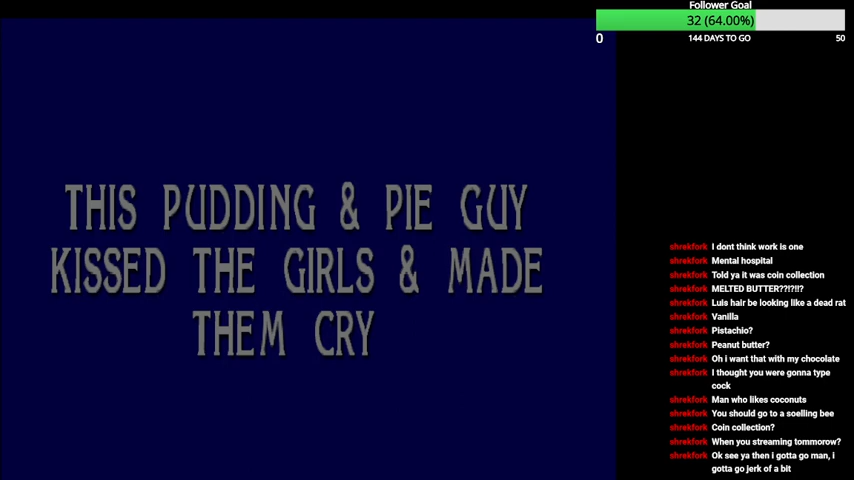 Follower Goal
32 (64.00%)
0
144 DAYS TO GO
50
THIS PUDDING & PIE GUY
KISSED THE GIRLS & MADE
THEM CRY
shrekfork I dont think work is one
shrekfork Mental hospital
shrekfork Told ya it was coin collection
shrekfork MELTED BUTTER??!?!!?
shrekfork Luis hair be looking like a dead rat
shrekfork Vanilla
shrekfork Pistachio?
shrekfork Peanut butter?
shrekfork Oh i want that with my chocolate
shrekfork I thought you were gonna type
cock
shrekfork Man who likes coconuts
shrekfork You should go to a soelling bee
shrekfork Coin collection?
shrekfork When you streaming tommorow?
shrekfork Ok see ya then i gotta go man, i
gotta go jerk of a bit